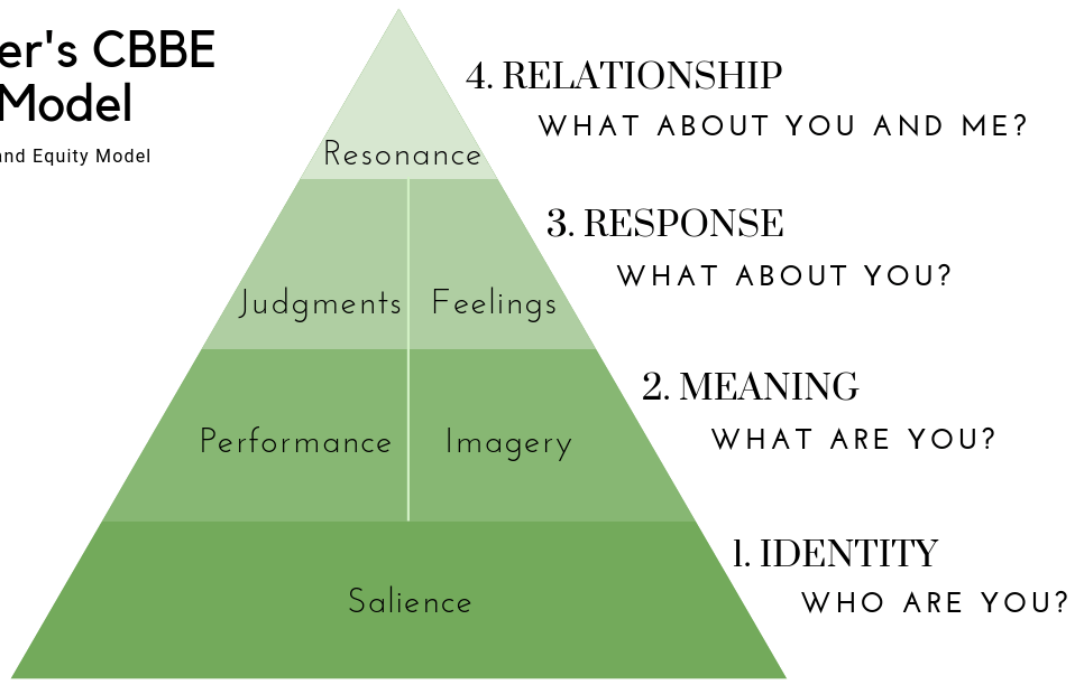 er's CBBE
Model
and Equity Model
4. RELATIONSHIP
WHAT ABOUT YOU AND ME?
Resonance
3. RESPONSE
WHAT ABOUT YOU?
Judgments Feelings
2. MEANING
WHAT ARE YOU?
Performance Imagery
1. IDENTITY
WHO ARE YOU?
Salience